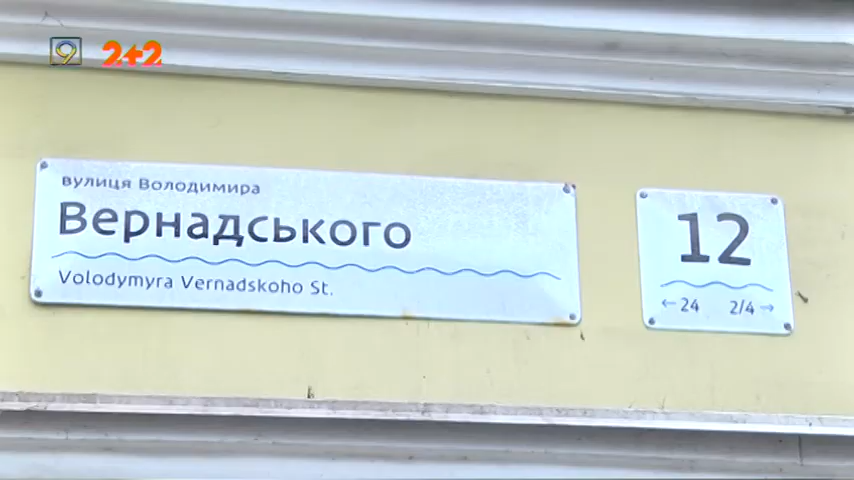 9 2+2
вулиця Володимира
Вернадського
Volodymyra Vernadskoho St.
12
← 24 2/4 →